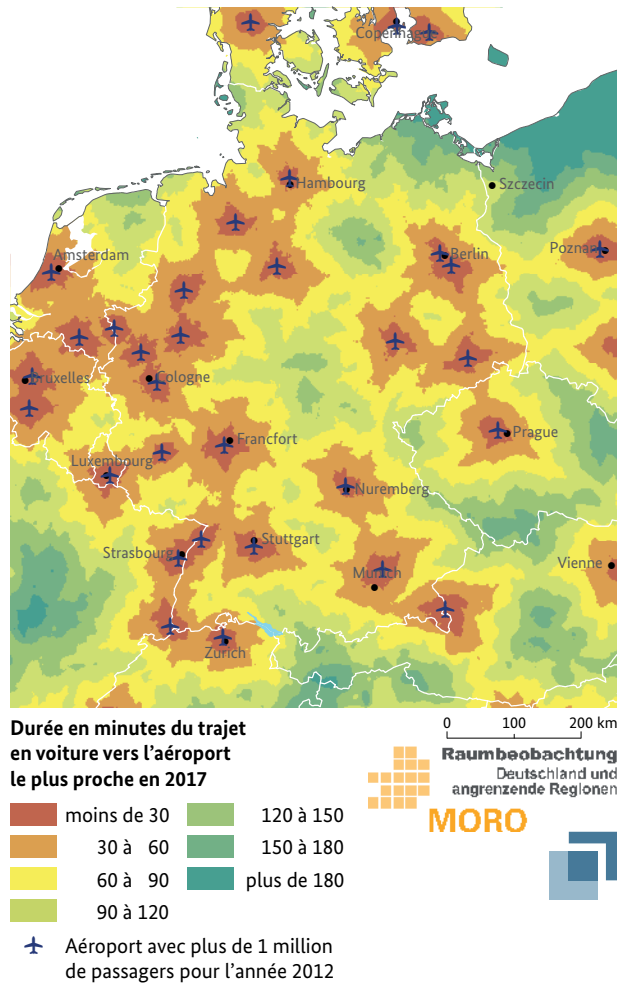 Copenhague
Hambourg
Szczecin
Amsterdam
Berlin
Poznan
Bruxelles
Cologne
Francfort
Prague
Luxembourg
Nuremberg
Strasbourg
Stuttgart
Vienne
Munich
Zurich
Durée en minutes du trajet
en voiture vers l'aéroport
le plus proche en 2017
0 100 200 km
Raumbeobachtung
Deutschland und
angrenzende Regionen
MORO
moins de 30
30 à 60
60 à 90
90 à 120
120 à 150
150 à 180
plus de 180
Aéroport avec plus de 1 million
de passagers pour l'année 2012